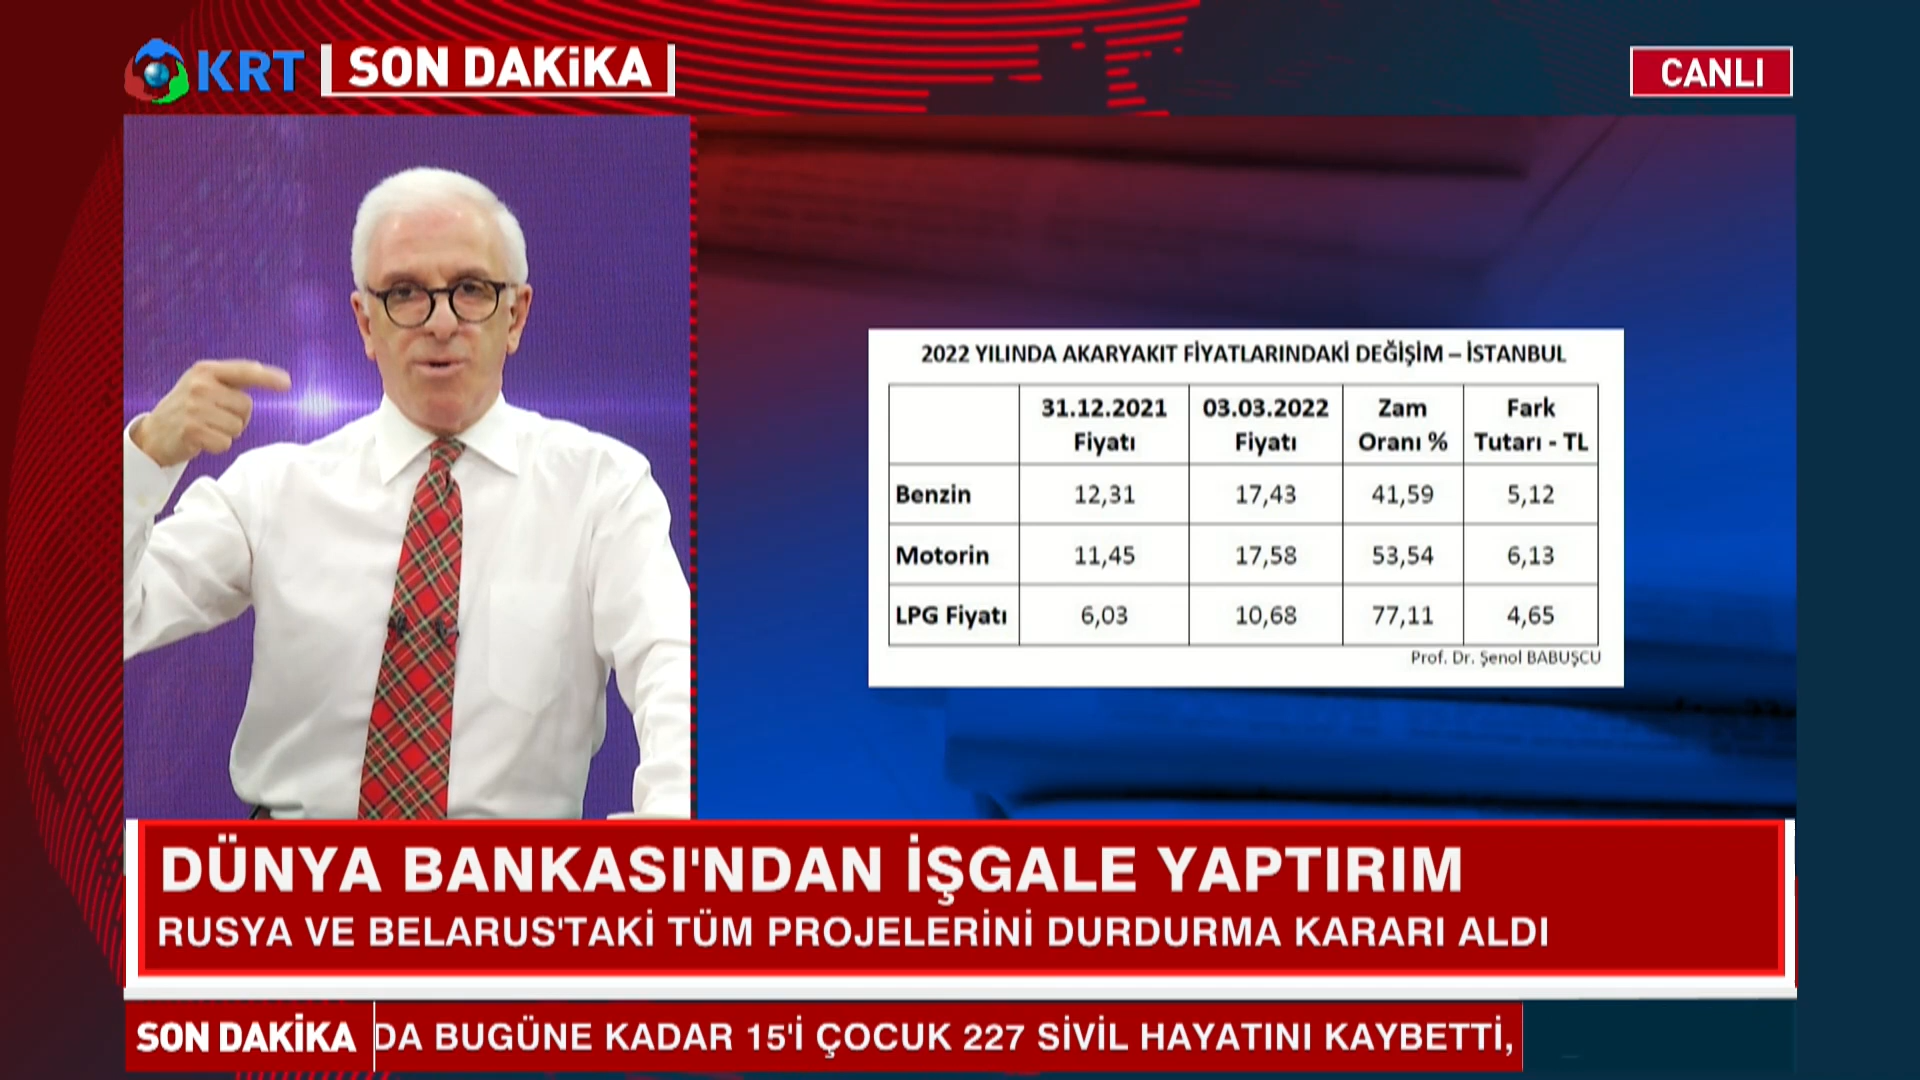 KRT SON DAKİKA
CANLI
2022 YILINDA AKARYAKIT FİYATLARINDAKİ DEĞİŞİM – İSTANBUL
31.12.2021 Fiyatı 03.03.2022 Fiyatı Zam Oranı % Fark Tutarı - TL
Benzin 12,31 17,43 41,59 5,12
Motorin 11,45 17,58 53,54 6,13
LPG Fiyatı 6,03 10,68 77,11 4,65
Prof. Dr. Şenol BABUŞCU
DÜNYA BANKASI'NDAN İŞGALE YAPTIRIM
RUSYA VE BELARUS'TAKİ TÜM PROJELERİNİ DURDURMA KARARI ALDI
SON DAKİKA DA BUGÜNE KADAR 15'İ ÇOCUK 227 SİVİL HAYATINI KAYBETTİ,